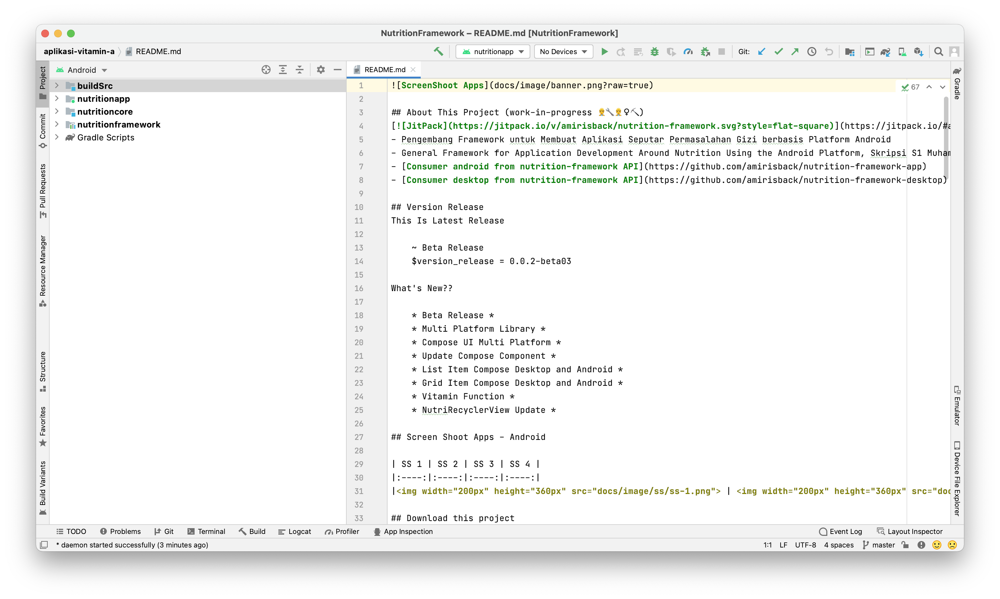 NutritionFramework – README.md [NutritionFramework]
aplikasi-vitamin-a README.md nutritionapp No Devices Git:
Project
Commit
Pull Requests
Resource Manager
Structure
Favorites
Build Variants
Android
buildSrc
nutritionapp
nutritioncore
nutritionframework
Gradle Scripts
README.md
67
1 ![ScreenShoot Apps](docs/image/banner.png?raw=true)
2
3 ## About This Project (work-in-progress 👷🔧👷♀⛏)
4 [![JitPack](https://jitpack.io/v/amirisback/nutrition-framework.svg?style=flat-square)](https://jitpack.io/#a
5 - Pengembang Framework untuk Membuat Aplikasi Seputar Permasalahan Gizi berbasis Platform Android
6 - General Framework for Application Development Around Nutrition Using the Android Platform, Skripsi S1 Muham
7 - [Consumer android from nutrition-framework API](https://github.com/amirisback/nutrition-framework-app)
8 - [Consumer desktop from nutrition-framework API](https://github.com/amirisback/nutrition-framework-desktop)
9
10 ## Version Release
11 This Is Latest Release
12
13 ~ Beta Release
14 $version_release = 0.0.2-beta03
15
16 What's New??
17
18 * Beta Release *
19 * Multi Platform Library *
20 * Compose UI Multi Platform *
21 * Update Compose Component *
22 * List Item Compose Desktop and Android *
23 * Grid Item Compose Desktop and Android *
24 * Vitamin Function *
25 * NutriRecyclerView Update *
26
27 ## Screen Shoot Apps - Android
28
29 | SS 1 | SS 2 | SS 3 | SS 4 |
30 |:----:|:----:|:----:|:----:|
31 |<img width="200px" height="360px" src="docs/image/ss/ss-1.png"> | <img width="200px" height="360px" src="doc
32
33 ## Download this project
Gradle
Emulator
Device File Explorer
TODO Problems Git Terminal Build Logcat Profiler App Inspection Event Log Layout Inspector
* daemon started successfully (3 minutes ago) 1:1 LF UTF-8 4 spaces master